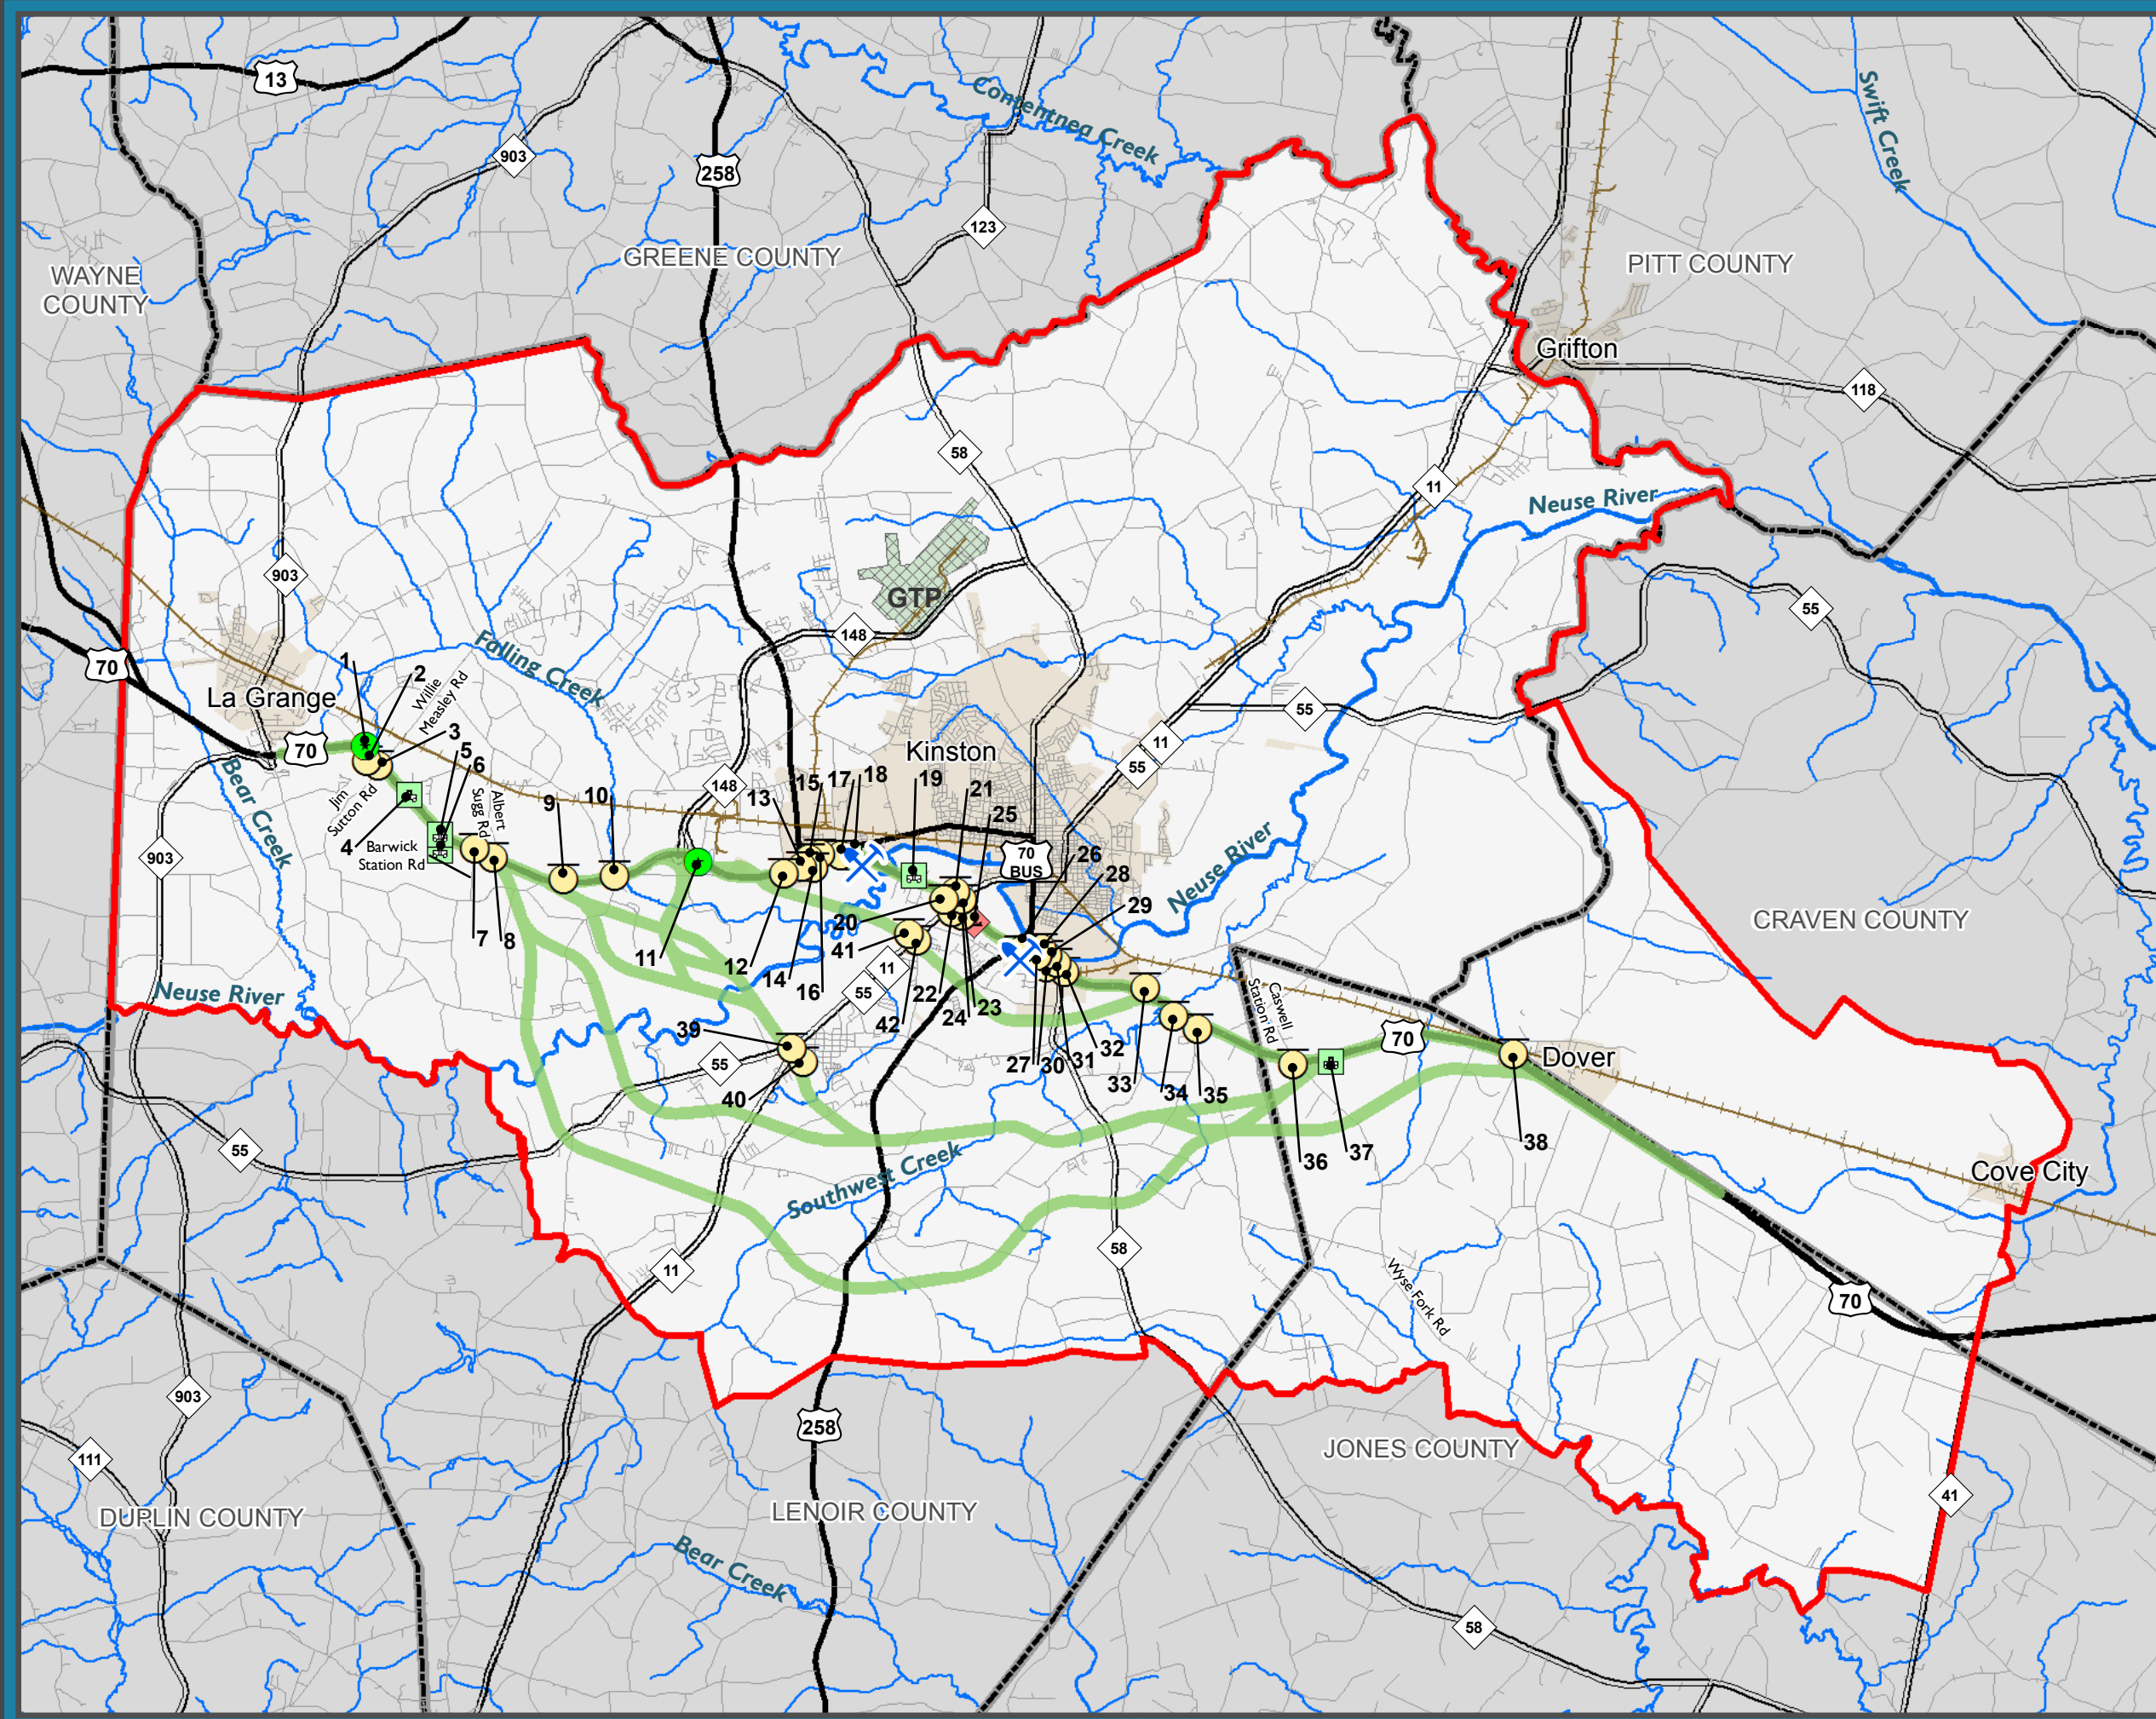 13
903
258
Contentnea Creek
123
Swift Creek
WAYNE
COUNTY
GREENE COUNTY
PITT COUNTY
Grifton
118
58
11
Neuse River
903
GTP
148
55
70
La Grange
Falling Creek
1
2
Willie
Measley Rd
3
5
6
70
Jim
Sutton Rd
4
Barwick
Station Rd
Albert
Sugg Rd
Bear Creek
903
7
8
9
10
148
11
12
13
15
17
18
14
16
Kinston
19
21
25
55
11
55
70
BUS
26
28
29
Neuse River
20
41
22
24
23
42
11
55
27
30
31
32
33
34
35
Caswell
Station Rd
36
37
70
Dover
38
CRAVEN COUNTY
Cove City
Neuse River
39
40
55
55
Southwest Creek
11
58
Wyse Fork Rd
70
903
258
111
DUPLIN COUNTY
LENOIR COUNTY
JONES COUNTY
41
Bear Creek
58